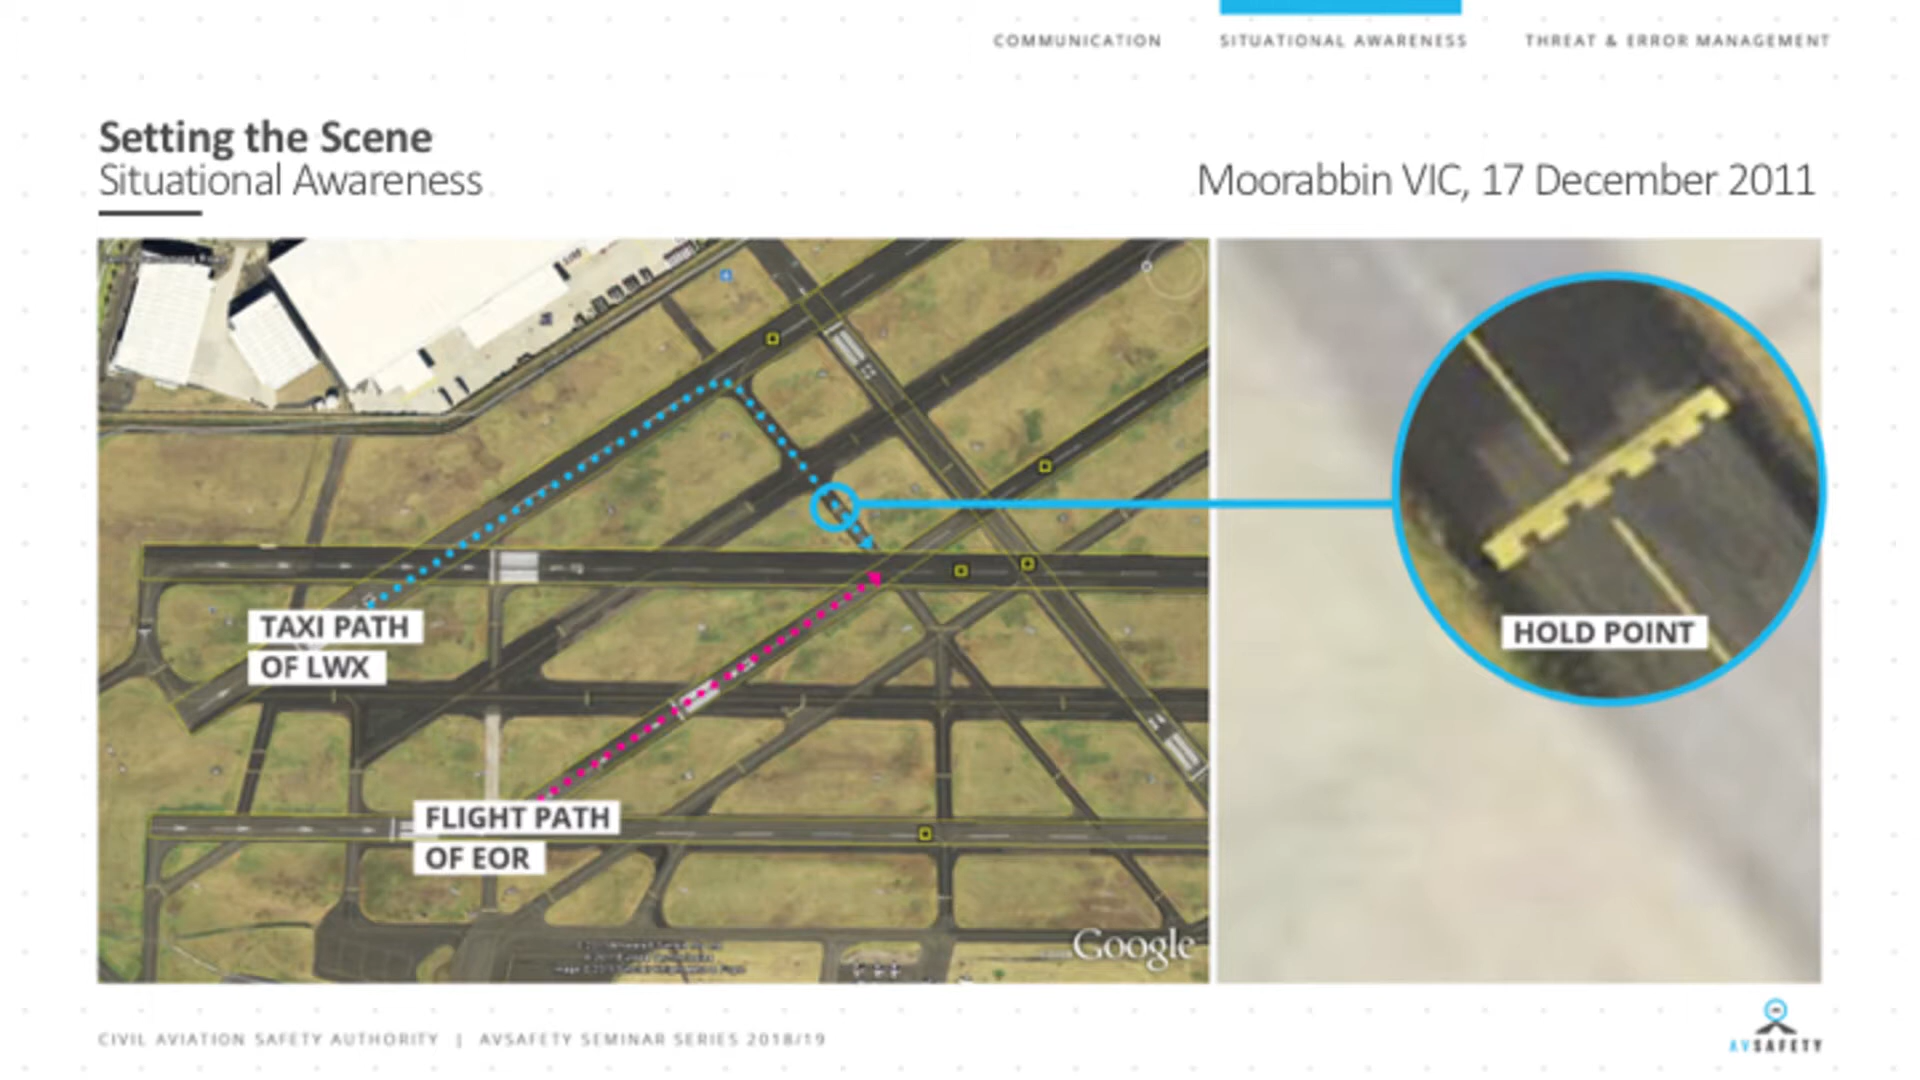 COMMUNICATION
SITUATIONAL AWARENESS
THREAT & ERROR MANAGEMENT
Setting the Scene
Situational Awareness
Moorabbin VIC, 17 December 2011
TAXI PATH
OF LWX
FLIGHT PATH
OF EOR
HOLD POINT
Google
CIVIL AVIATION SAFETY AUTHORITY | AVSAFETY SEMINAR SERIES 2018/19
AVSAFETY